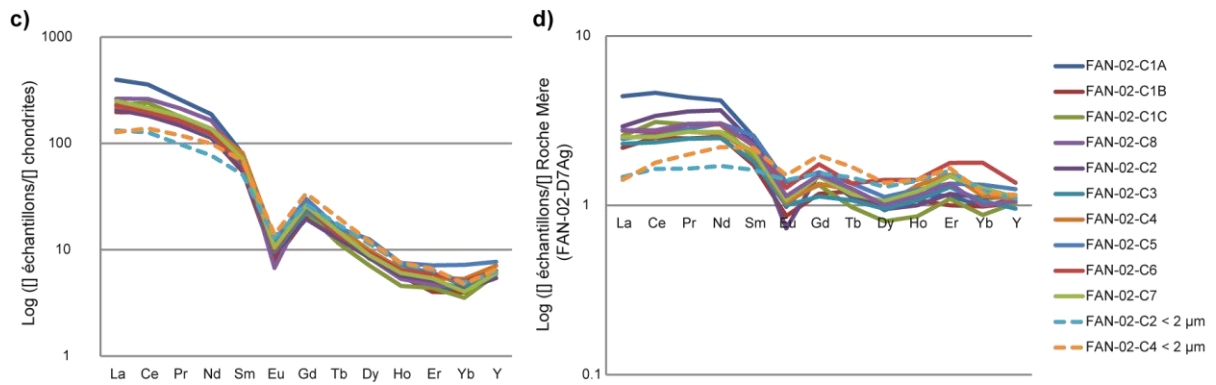 c)
Log ([] échantillons/[] chondrites)
1000
100
10
1
La Ce Pr Nd Sm Eu Gd Tb Dy Ho Er Yb Y
d)
Log ([] échantillons/[] Roche Mère
(FAN-02-D7Ag)
10
1
0.1
La Ce Pr Nd Sm Eu Gd Tb Dy Ho Er Yb Y
FAN-02-C1A
FAN-02-C1B
FAN-02-C1C
FAN-02-C8
FAN-02-C2
FAN-02-C3
FAN-02-C4
FAN-02-C5
FAN-02-C6
FAN-02-C7
FAN-02-C2 < 2 µm
FAN-02-C4 < 2 µm